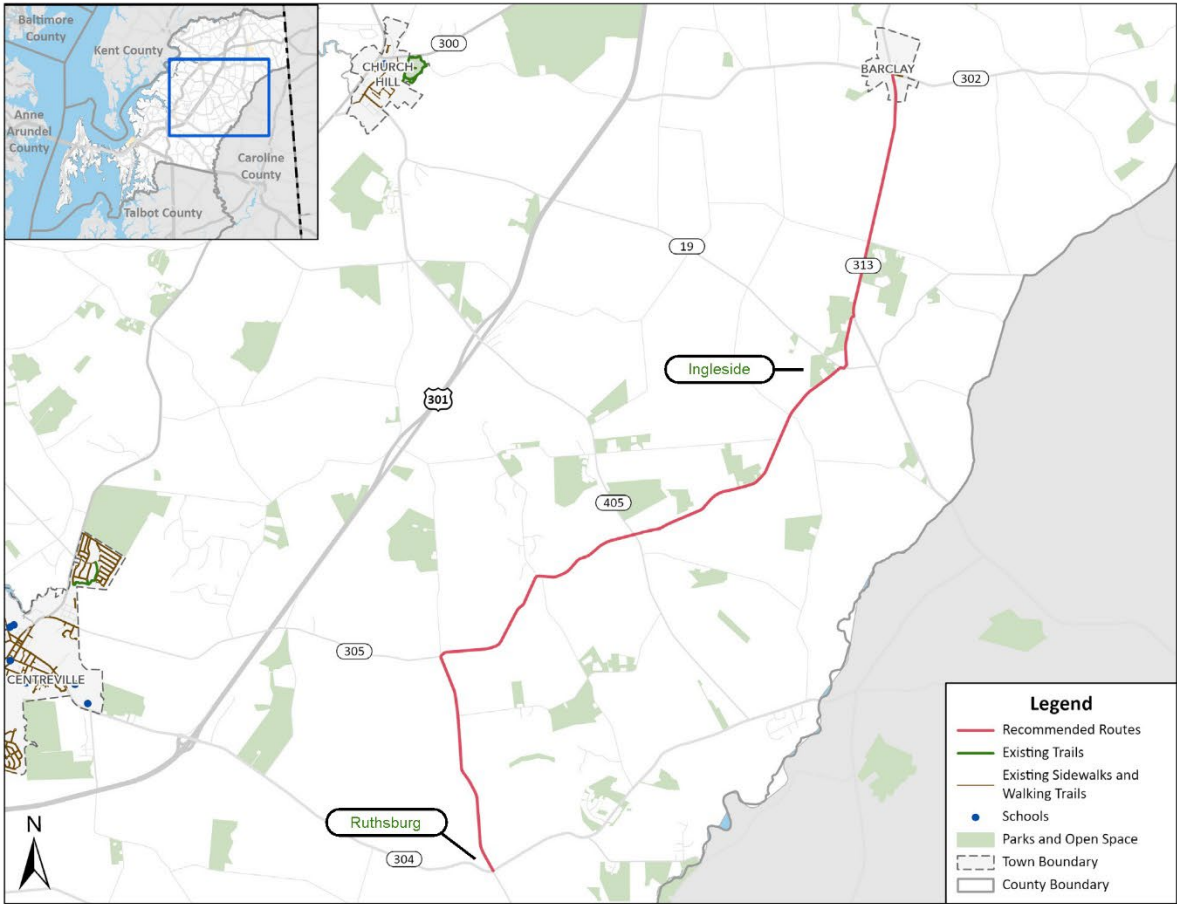 Baltimore
County
Kent County
Anne
Arundel
County
Caroline
County
Talbot County
CHURCH
HILL
300
BARCLAY
302
19
313
Ingleside
301
405
305
CENTREVILLE
Ruthsburg
304
N
Legend
Recommended Routes
Existing Trails
Existing Sidewalks and
Walking Trails
Schools
Parks and Open Space
Town Boundary
County Boundary